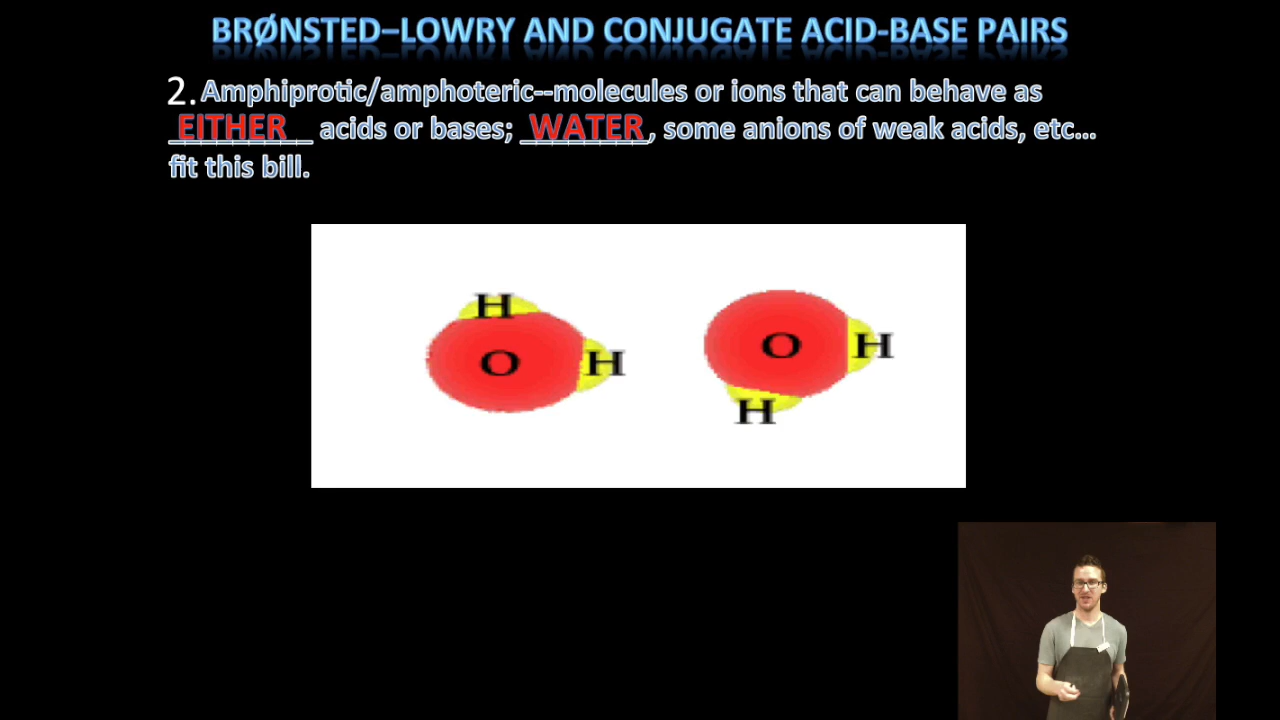 BRØNSTED–LOWRY AND CONJUGATE ACID-BASE PAIRS
2. Amphiprotic/amphoteric--molecules or ions that can behave as
EITHER acids or bases; WATER, some anions of weak acids, etc...
fit this bill.
H
O H
O H
H